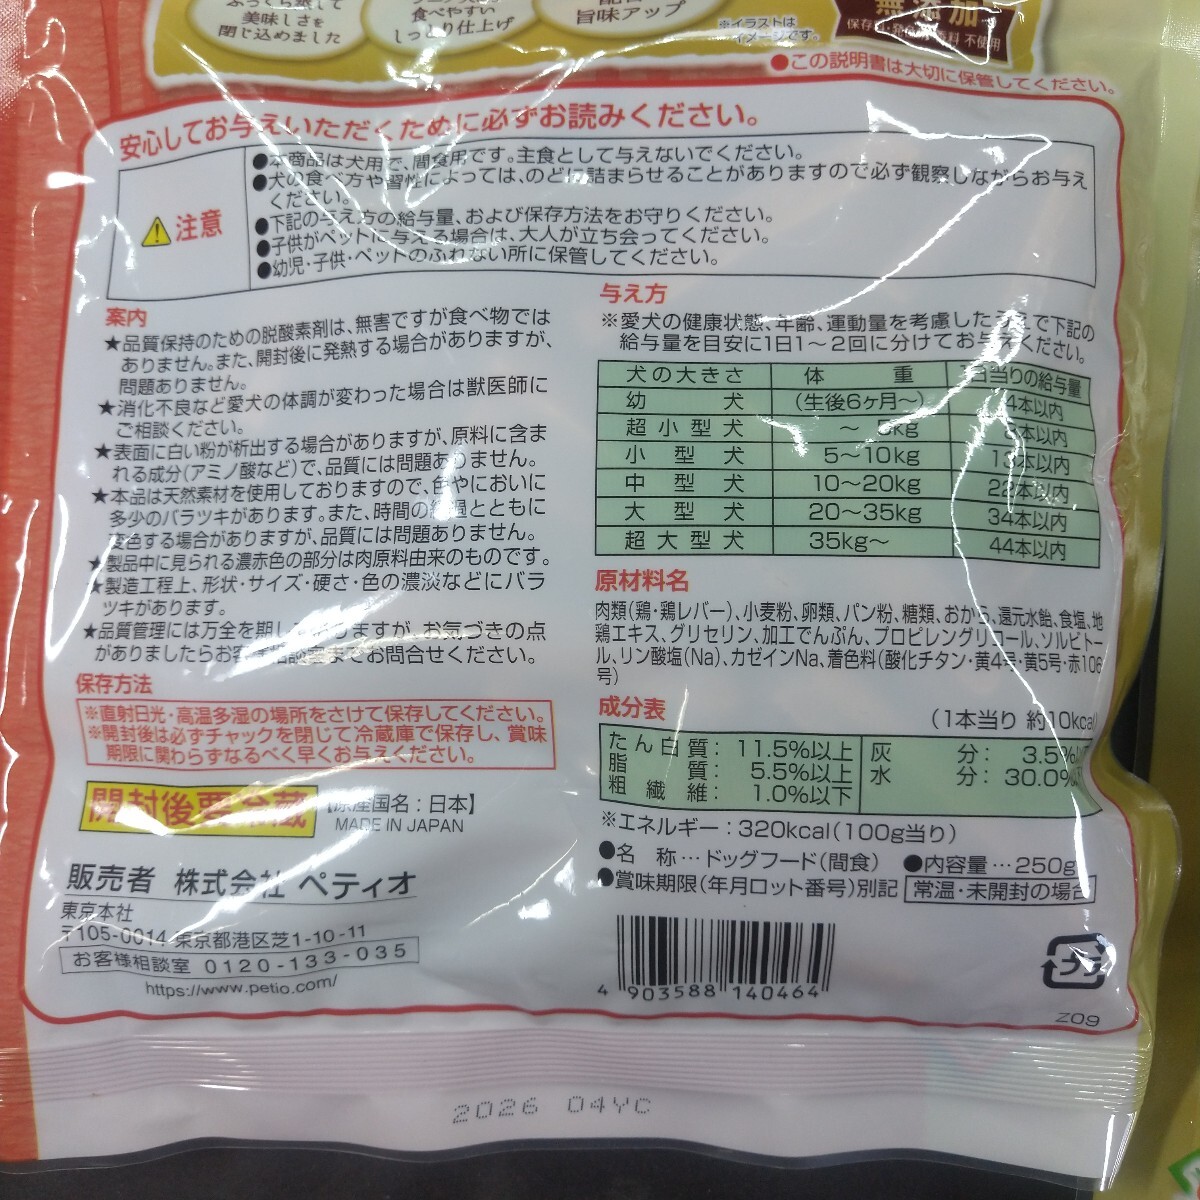 美味しさを
閉じ込めました
食べやすい
しっとり仕上げ
旨味アップ
※イラストは
イメージです。
無添加
不使用
●この説明書は大切に保管してください。
安心してお与えいただくために必ずお読みください。
注意
●本商品は犬用で、間食用です。主食として与えないでください。
●犬の食べ方や習性によっては、のどに詰まらせることがありますので必ず観察しながらお与え
ください。
●下記の与え方の給与量、および保存方法をお守りください。
●子供がペットに与える場合は、大人が立ち会ってください。
●幼児・子供・ペットのふれない所に保管してください。
案内
★品質保持のための脱酸素剤は、無害ですが食べ物では
ありません。また、開封後に発熱する場合がありますが、
問題ありません。
★消化不良など愛犬の体調が変わった場合は獣医師に
ご相談ください。
★表面に白い粉が析出する場合がありますが、原料に含ま
れる成分(アミノ酸など)で、品質には問題ありません。
★本品は天然素材を使用しておりますので、色やにおいに
多少のバラツキがあります。また、時間の経過とともに
変色する場合がありますが、品質には問題ありません。
★製品中に見られる濃赤色の部分は肉原料由来のものです。
★製造工程上、形状・サイズ・硬さ・色の濃淡などにバラ
ツキがあります。
★品質管理には万全を期しておりますが、お気づきの点
がありましたらお客様相談室までお問合せください。
保存方法
※直射日光・高温多湿の場所をさけて保存してください。
※開封後は必ずチャックを閉じて冷蔵庫で保存し、賞味
期限に関わらずなるべく早くお与えください。
開封後要冷蔵
【原産国名：日本】
MADE IN JAPAN
販売者 株式会社 ペティオ
東京本社
〒105-0014 東京都港区芝1-10-11
お客様相談室 0120-133-035
https://www.petio.com/
与え方
※愛犬の健康状態、年齢、運動量を考慮したうえで下記の
給与量を目安に1日1～2回に分けてお与えください。
犬の大きさ 体重 1日当りの給与量
幼犬 (生後6ヶ月～) 4本以内
超小型犬 ～5kg 本以内
小型犬 5～10kg 13本以内
中型犬 10～20kg 22本以内
大型犬 20～35kg 34本以内
超大型犬 35kg～ 44本以内
原材料名
肉類(鶏・鶏レバー)、小麦粉、卵類、パン粉、糖類、おから、還元水飴、食塩、地
鶏エキス、グリセリン、加工でんぷん、プロピレングリコール、ソルビトー
ル、リン酸塩(Na)、カゼインNa、着色料(酸化チタン・黄4号・黄5号・赤106
号)
成分表
(1本当り 約10kcal)
たん白質：11.5%以上 灰分：3.5%以下
脂質：5.5%以上 水分：30.0%以下
粗繊維：1.0%以下
※エネルギー：320kcal(100g当り)
●名 称…ドッグフード(間食) ●内容量…250g
●賞味期限(年月ロット番号)別記 常温・未開封の場合
4 903588 140464
プラ
Z09
2026 04YC